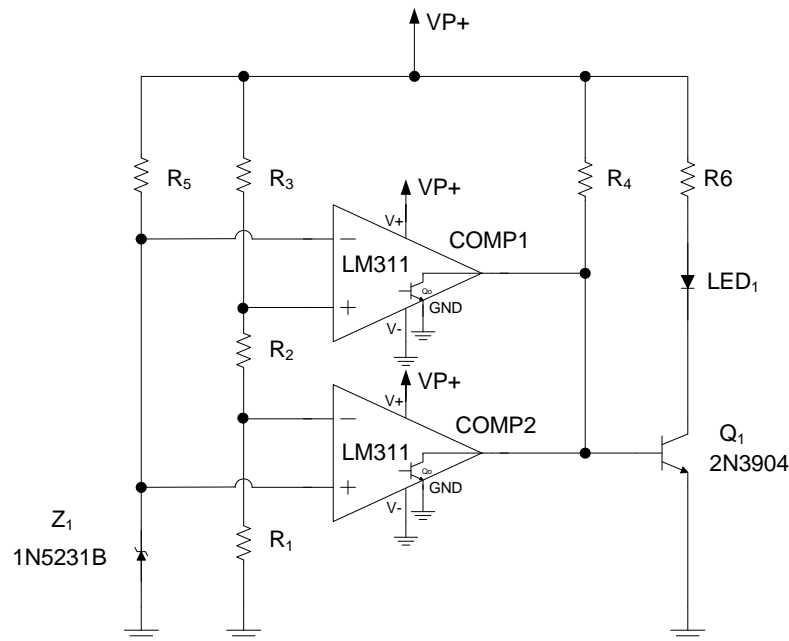 VP+
R5
R3
R4
R6
VP+
V+
COMP1
−
LM311
Qo
+
GND
V-
LED1
R2
VP+
V+
COMP2
−
LM311
Qo
+
GND
V-
Q1
2N3904
Z1
1N5231B
R1